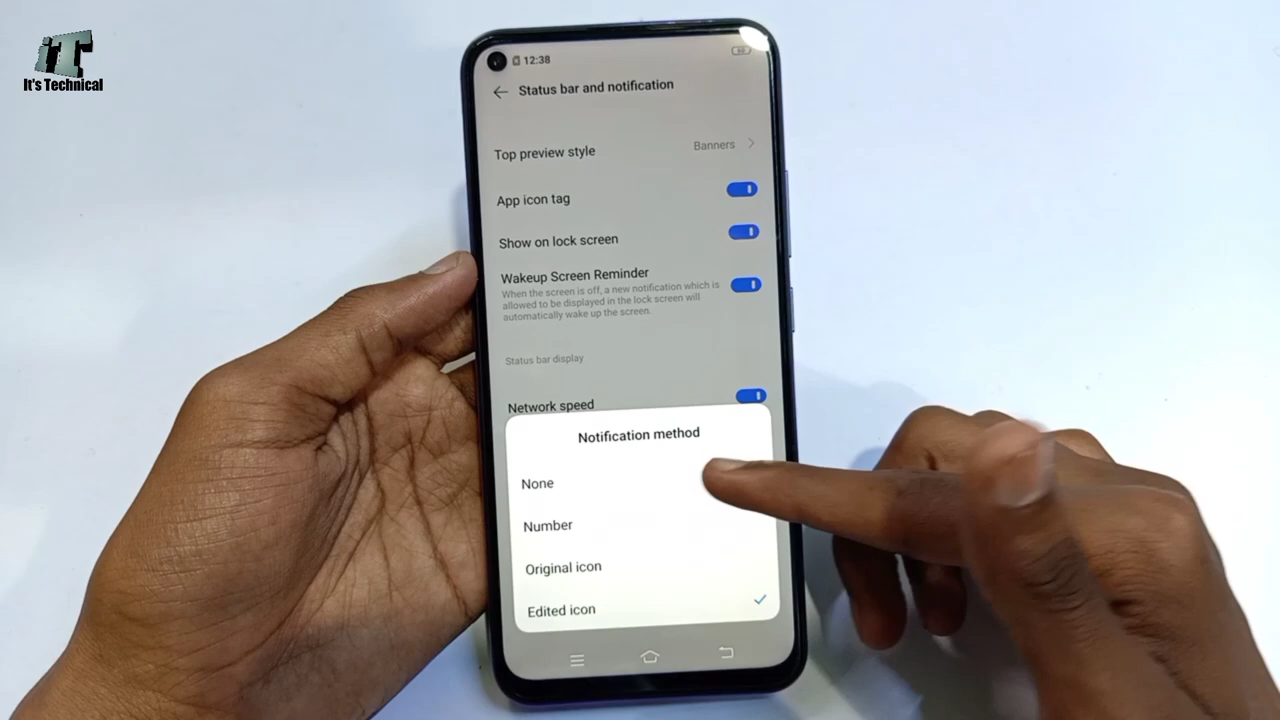 iT
It's Technical
12:38
Status bar and notification
Top preview style
Banners
App icon tag
Show on lock screen
Wakeup Screen Reminder
When the screen is off, a new notification which is
allowed to be displayed in the lock screen will
automatically wake up the screen.
Status bar display
Network speed
Notification method
None
Number
Original icon
Edited icon